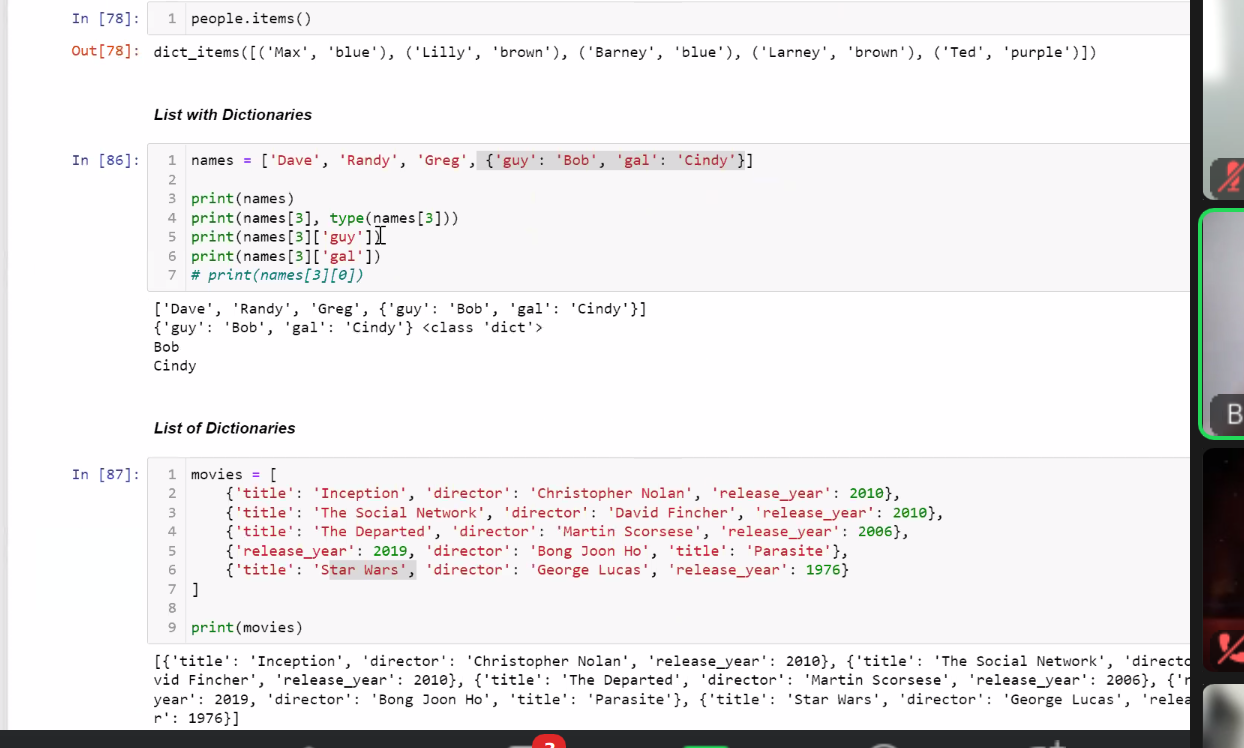 In [78]: 1 people.items()
Out[78]: dict_items([('Max', 'blue'), ('Lilly', 'brown'), ('Barney', 'blue'), ('Larney', 'brown'), ('Ted', 'purple')])
List with Dictionaries
In [86]: 1 names = ['Dave', 'Randy', 'Greg', {'guy': 'Bob', 'gal': 'Cindy'}]
2
3 print(names)
4 print(names[3], type(names[3]))
5 print(names[3]['guy'])
6 print(names[3]['gal'])
7 # print(names[3][0])
['Dave', 'Randy', 'Greg', {'guy': 'Bob', 'gal': 'Cindy'}]
{'guy': 'Bob', 'gal': 'Cindy'} <class 'dict'>
Bob
Cindy
List of Dictionaries
In [87]: 1 movies = [
2 {'title': 'Inception', 'director': 'Christopher Nolan', 'release_year': 2010},
3 {'title': 'The Social Network', 'director': 'David Fincher', 'release_year': 2010},
4 {'title': 'The Departed', 'director': 'Martin Scorsese', 'release_year': 2006},
5 {'release_year': 2019, 'director': 'Bong Joon Ho', 'title': 'Parasite'},
6 {'title': 'Star Wars', 'director': 'George Lucas', 'release_year': 1976}
7 ]
8
9 print(movies)
[{'title': 'Inception', 'director': 'Christopher Nolan', 'release_year': 2010}, {'title': 'The Social Network', 'directo
vid Fincher', 'release_year': 2010}, {'title': 'The Departed', 'director': 'Martin Scorsese', 'release_year': 2006}, {'r
year': 2019, 'director': 'Bong Joon Ho', 'title': 'Parasite'}, {'title': 'Star Wars', 'director': 'George Lucas', 'relea
r': 1976}]
B